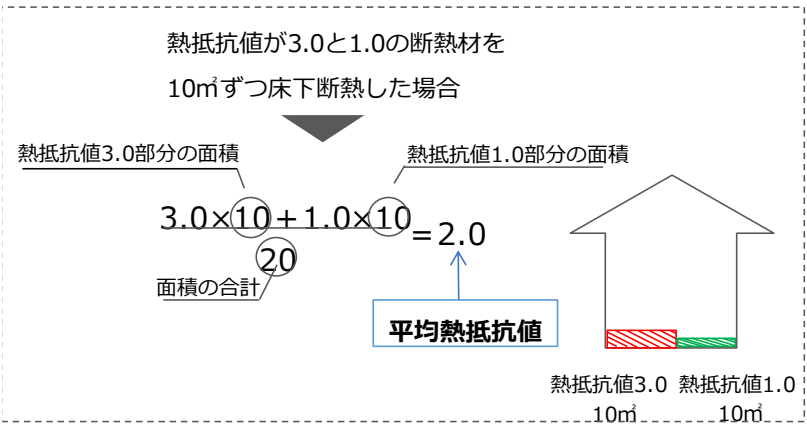 熱抵抗値が3.0と1.0の断熱材を
10㎡ずつ床下断熱した場合
熱抵抗値3.0部分の面積
熱抵抗値1.0部分の面積
3.0×10+1.0×10
=2.0
20
面積の合計
平均熱抵抗値
熱抵抗値3.0 熱抵抗値1.0
10㎡ 10㎡